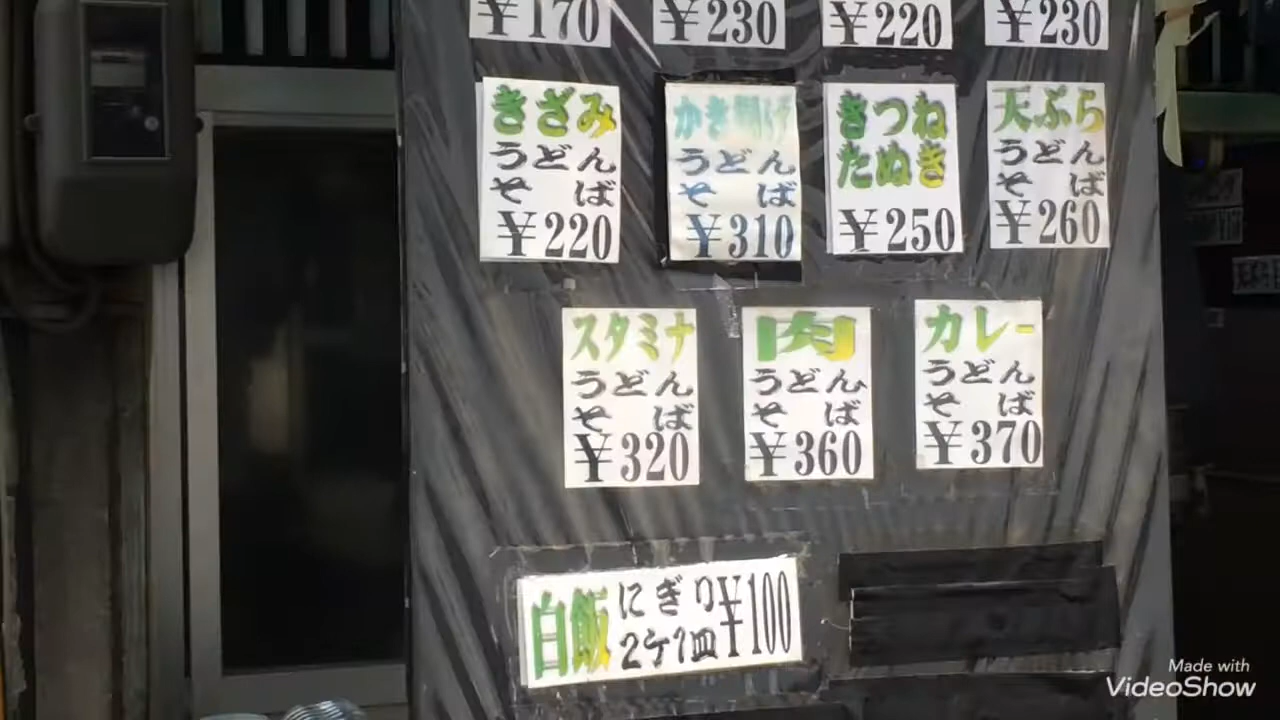 ¥170
¥230
¥220
¥230
きざみ
うどん
そば
¥220
かき揚げ
うどん
そば
¥310
きつね
たぬき
¥250
天ぷら
うどん
そば
¥260
スタミナ
うどん
そば
¥320
肉
うどん
そば
¥360
カレー
うどん
そば
¥370
白飯
にぎり
2ケ1皿
¥100
Made with
VideoShow